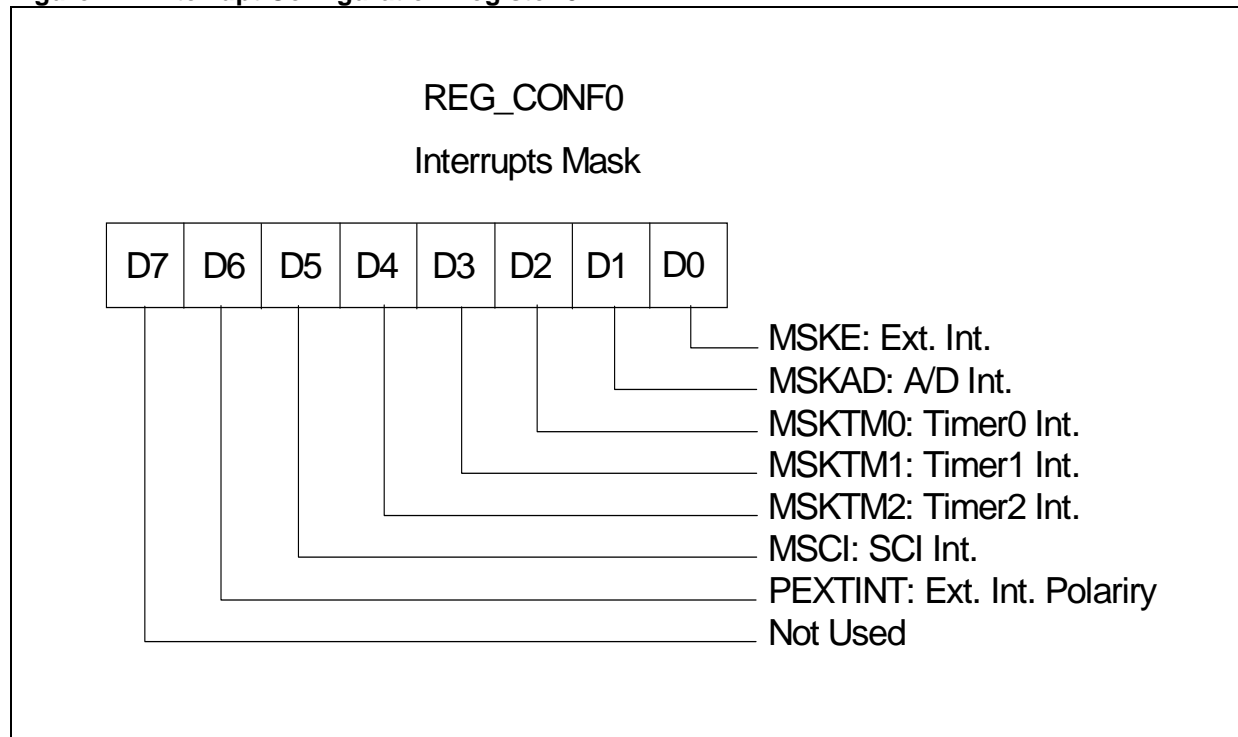 REG_CONF0
Interrupts Mask
D7 D6 D5 D4 D3 D2 D1 D0
MSKE: Ext. Int.
MSKAD: A/D Int.
MSKTM0: Timer0 Int.
MSKTM1: Timer1 Int.
MSKTM2: Timer2 Int.
MSCI: SCI Int.
PEXTINT: Ext. Int. Polariry
Not Used